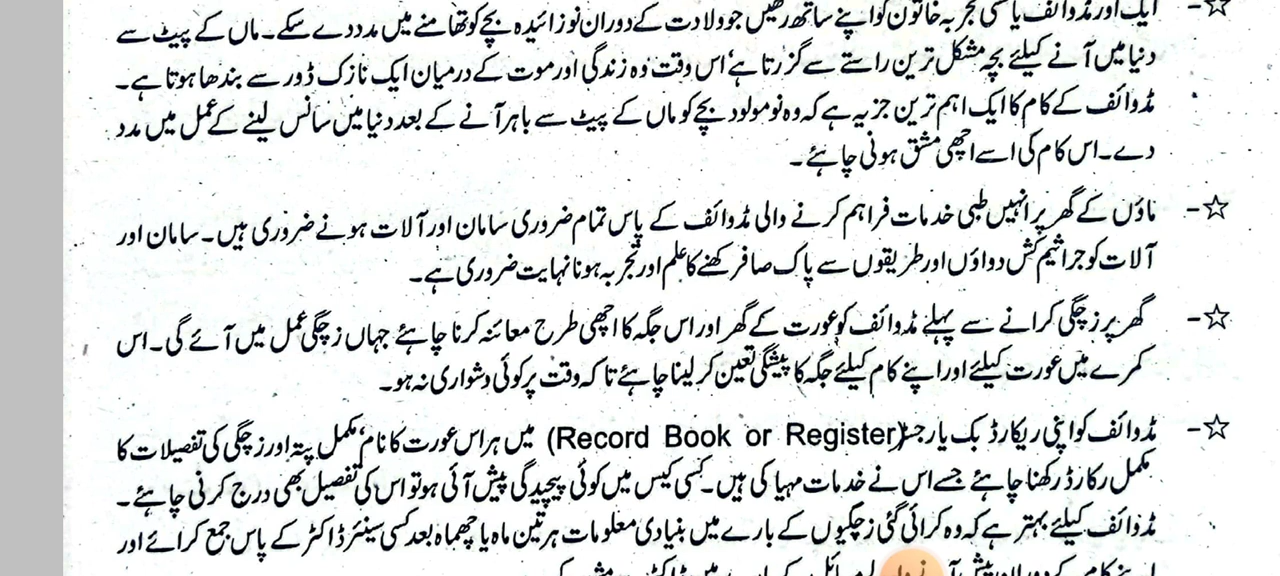 ☆- ایک اور مڈوائف یا کسی تجربہ خاتون کو اپنے ساتھ رکھیں جو ولادت کے دوران نوزائیدہ بچے کو تھامنے میں مدد دے سکے۔ ماں کے پیٹ سے
دنیا میں آنے کیلئے بچہ مشکل ترین راستے سے گزرتا ہے‘ اس وقت وہ زندگی اور موت کے درمیان ایک نازک ڈور سے بندھا ہوتا ہے۔
مڈوائف کے کام کا ایک اہم ترین جزیہ ہے کہ وہ نومولود بچے کو ماں کے پیٹ سے باہر آنے کے بعد دنیا میں سانس لینے کے عمل میں مدد
دے۔ اس کام کی اسے اچھی مشق ہونی چاہئے۔
☆- ماؤں کے گھر پر انہیں طبی خدمات فراہم کرنے والی مڈوائف کے پاس تمام ضروری سامان اور آلات ہونے ضروری ہیں۔ سامان اور
آلات کو جراثیم کش دواؤں اور طریقوں سے پاک صاف رکھنے کا علم اور تجربہ ہونا نہایت ضروری ہے۔
☆- گھر پر زچگی کرانے سے پہلے مڈوائف کو عورت کے گھر اور اس جگہ کا اچھی طرح معائنہ کرنا چاہئے جہاں زچگی عمل میں آئے گی۔ اس
کمرے میں عورت کیلئے اور اپنے کام کیلئے جگہ کا پیشگی تعین کر لینا چاہئے تا کہ وقت پر کوئی دشواری نہ ہو۔
☆- مڈوائف کو اپنی ریکارڈ بک یا رجسٹر (Record Book or Register) میں ہر اس عورت کا نام‘ مکمل پتہ اور زچگی کی تفصیلات کا
مکمل رکارڈ رکھنا چاہئے جسے اس نے خدمات مہیا کی ہیں۔ کسی کیس میں کوئی پیچیدگی پیش آئی ہو تو اس کی تفصیل بھی درج کرنی چاہئے۔
مڈوائف کیلئے بہتر ہے کہ وہ کرائی گئی زچگیوں کے بارے میں بنیادی معلومات ہر تین ماہ یا چھ ماہ بعد کسی سینئر ڈاکٹر کے پاس جمع کرائے اور